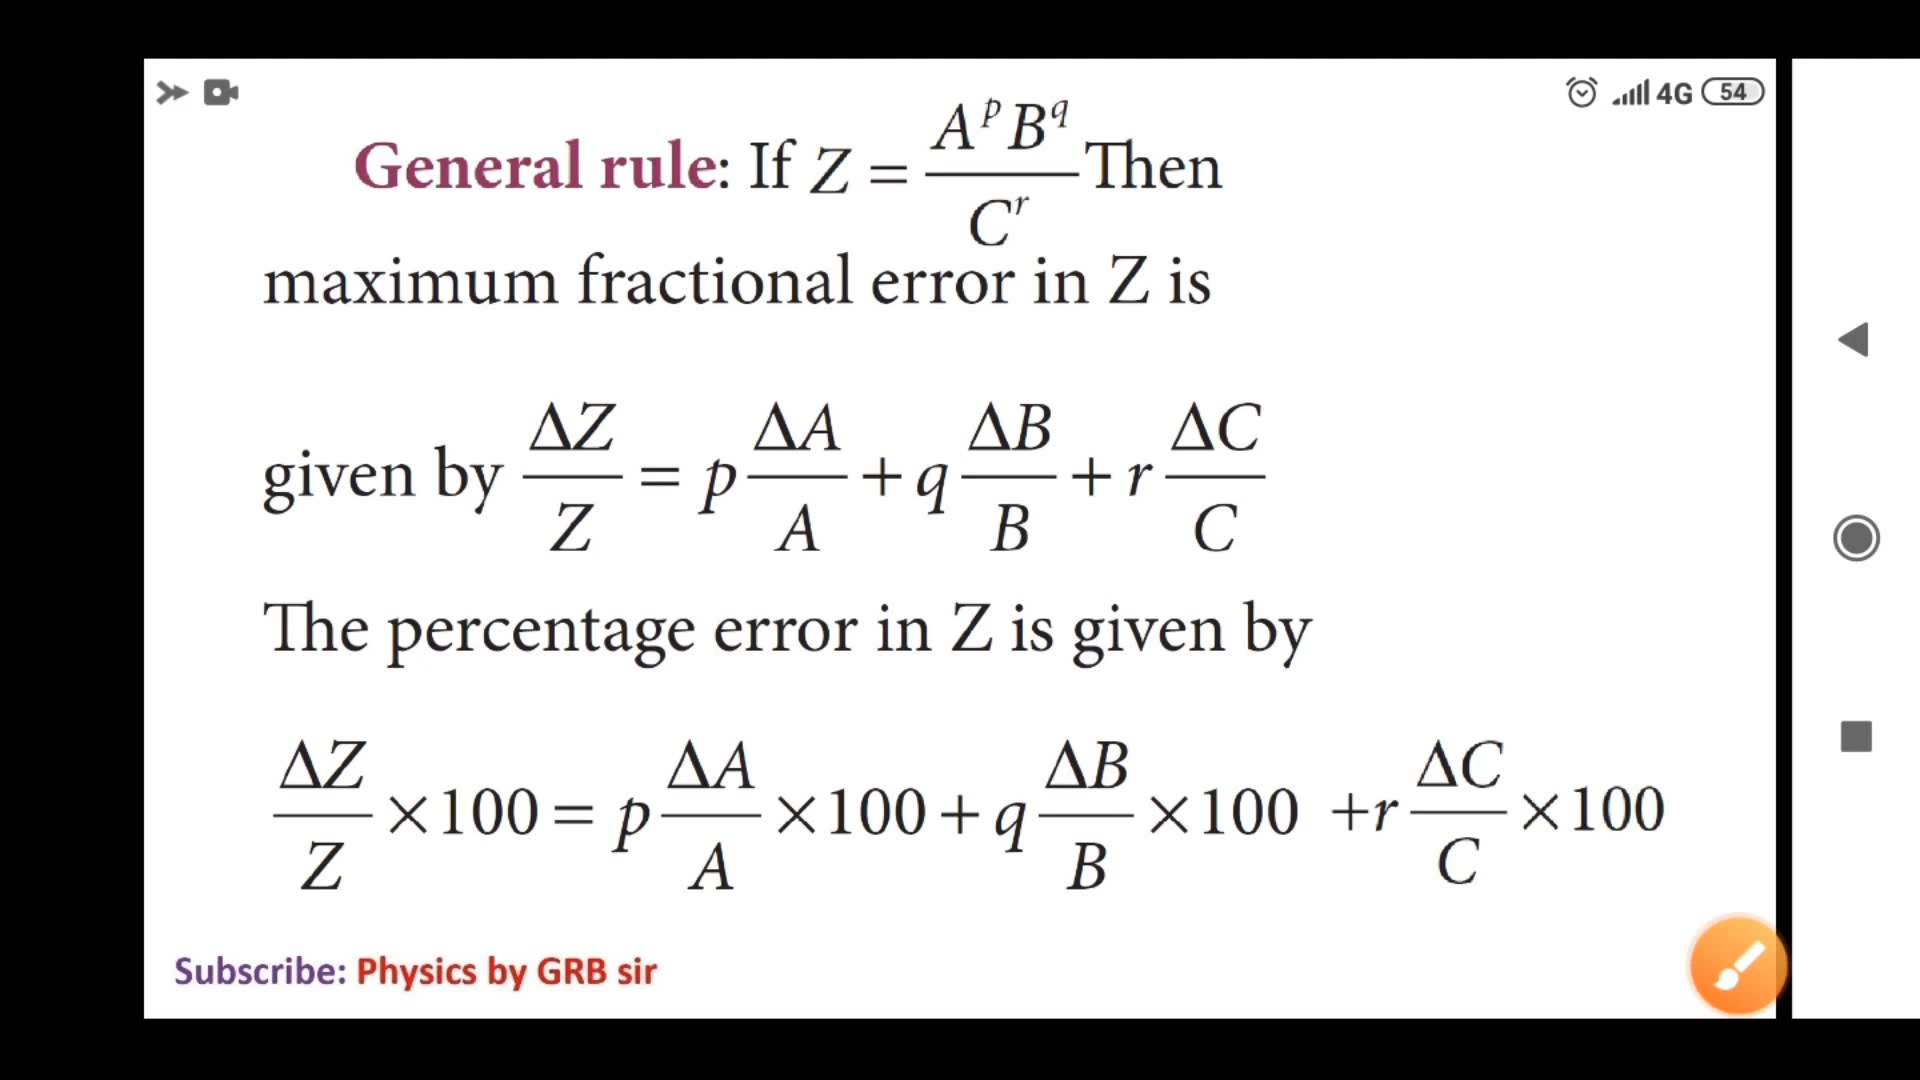 4G 54
General rule: If Z = A^p B^q / C^r Then
maximum fractional error in Z is
given by ΔZ/Z = p ΔA/A + q ΔB/B + r ΔC/C
The percentage error in Z is given by
ΔZ/Z ×100 = p ΔA/A ×100 + q ΔB/B ×100 +r ΔC/C ×100
Subscribe: Physics by GRB sir